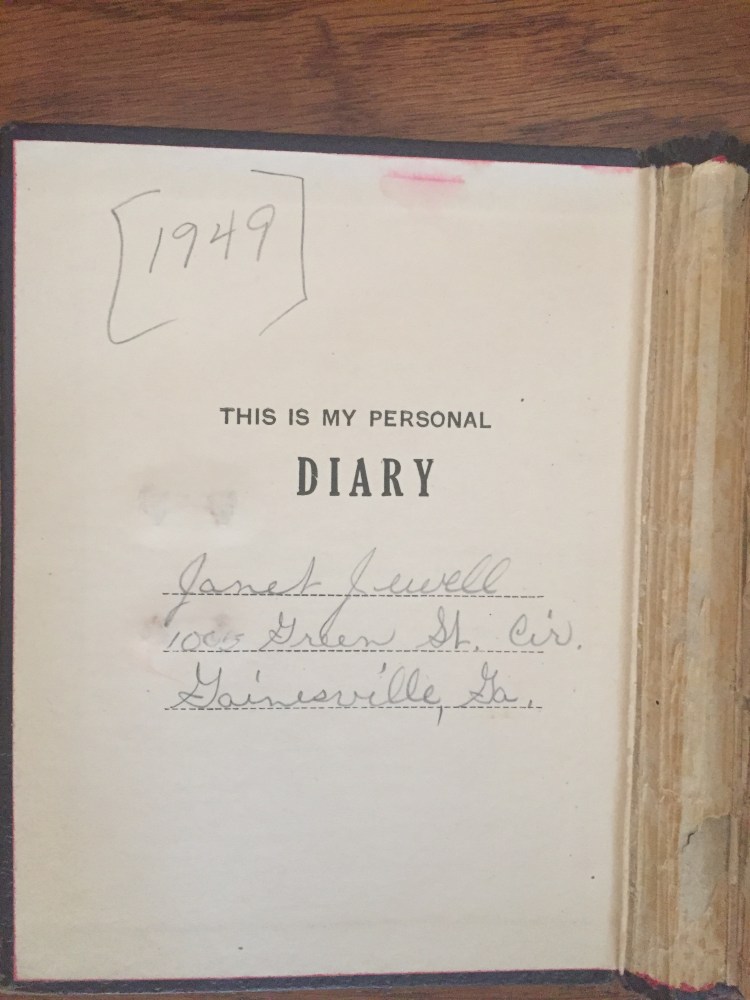 [1949]
THIS IS MY PERSONAL
DIARY
Janet Jewell
Green St. Cir.
Gainesville, Ga.